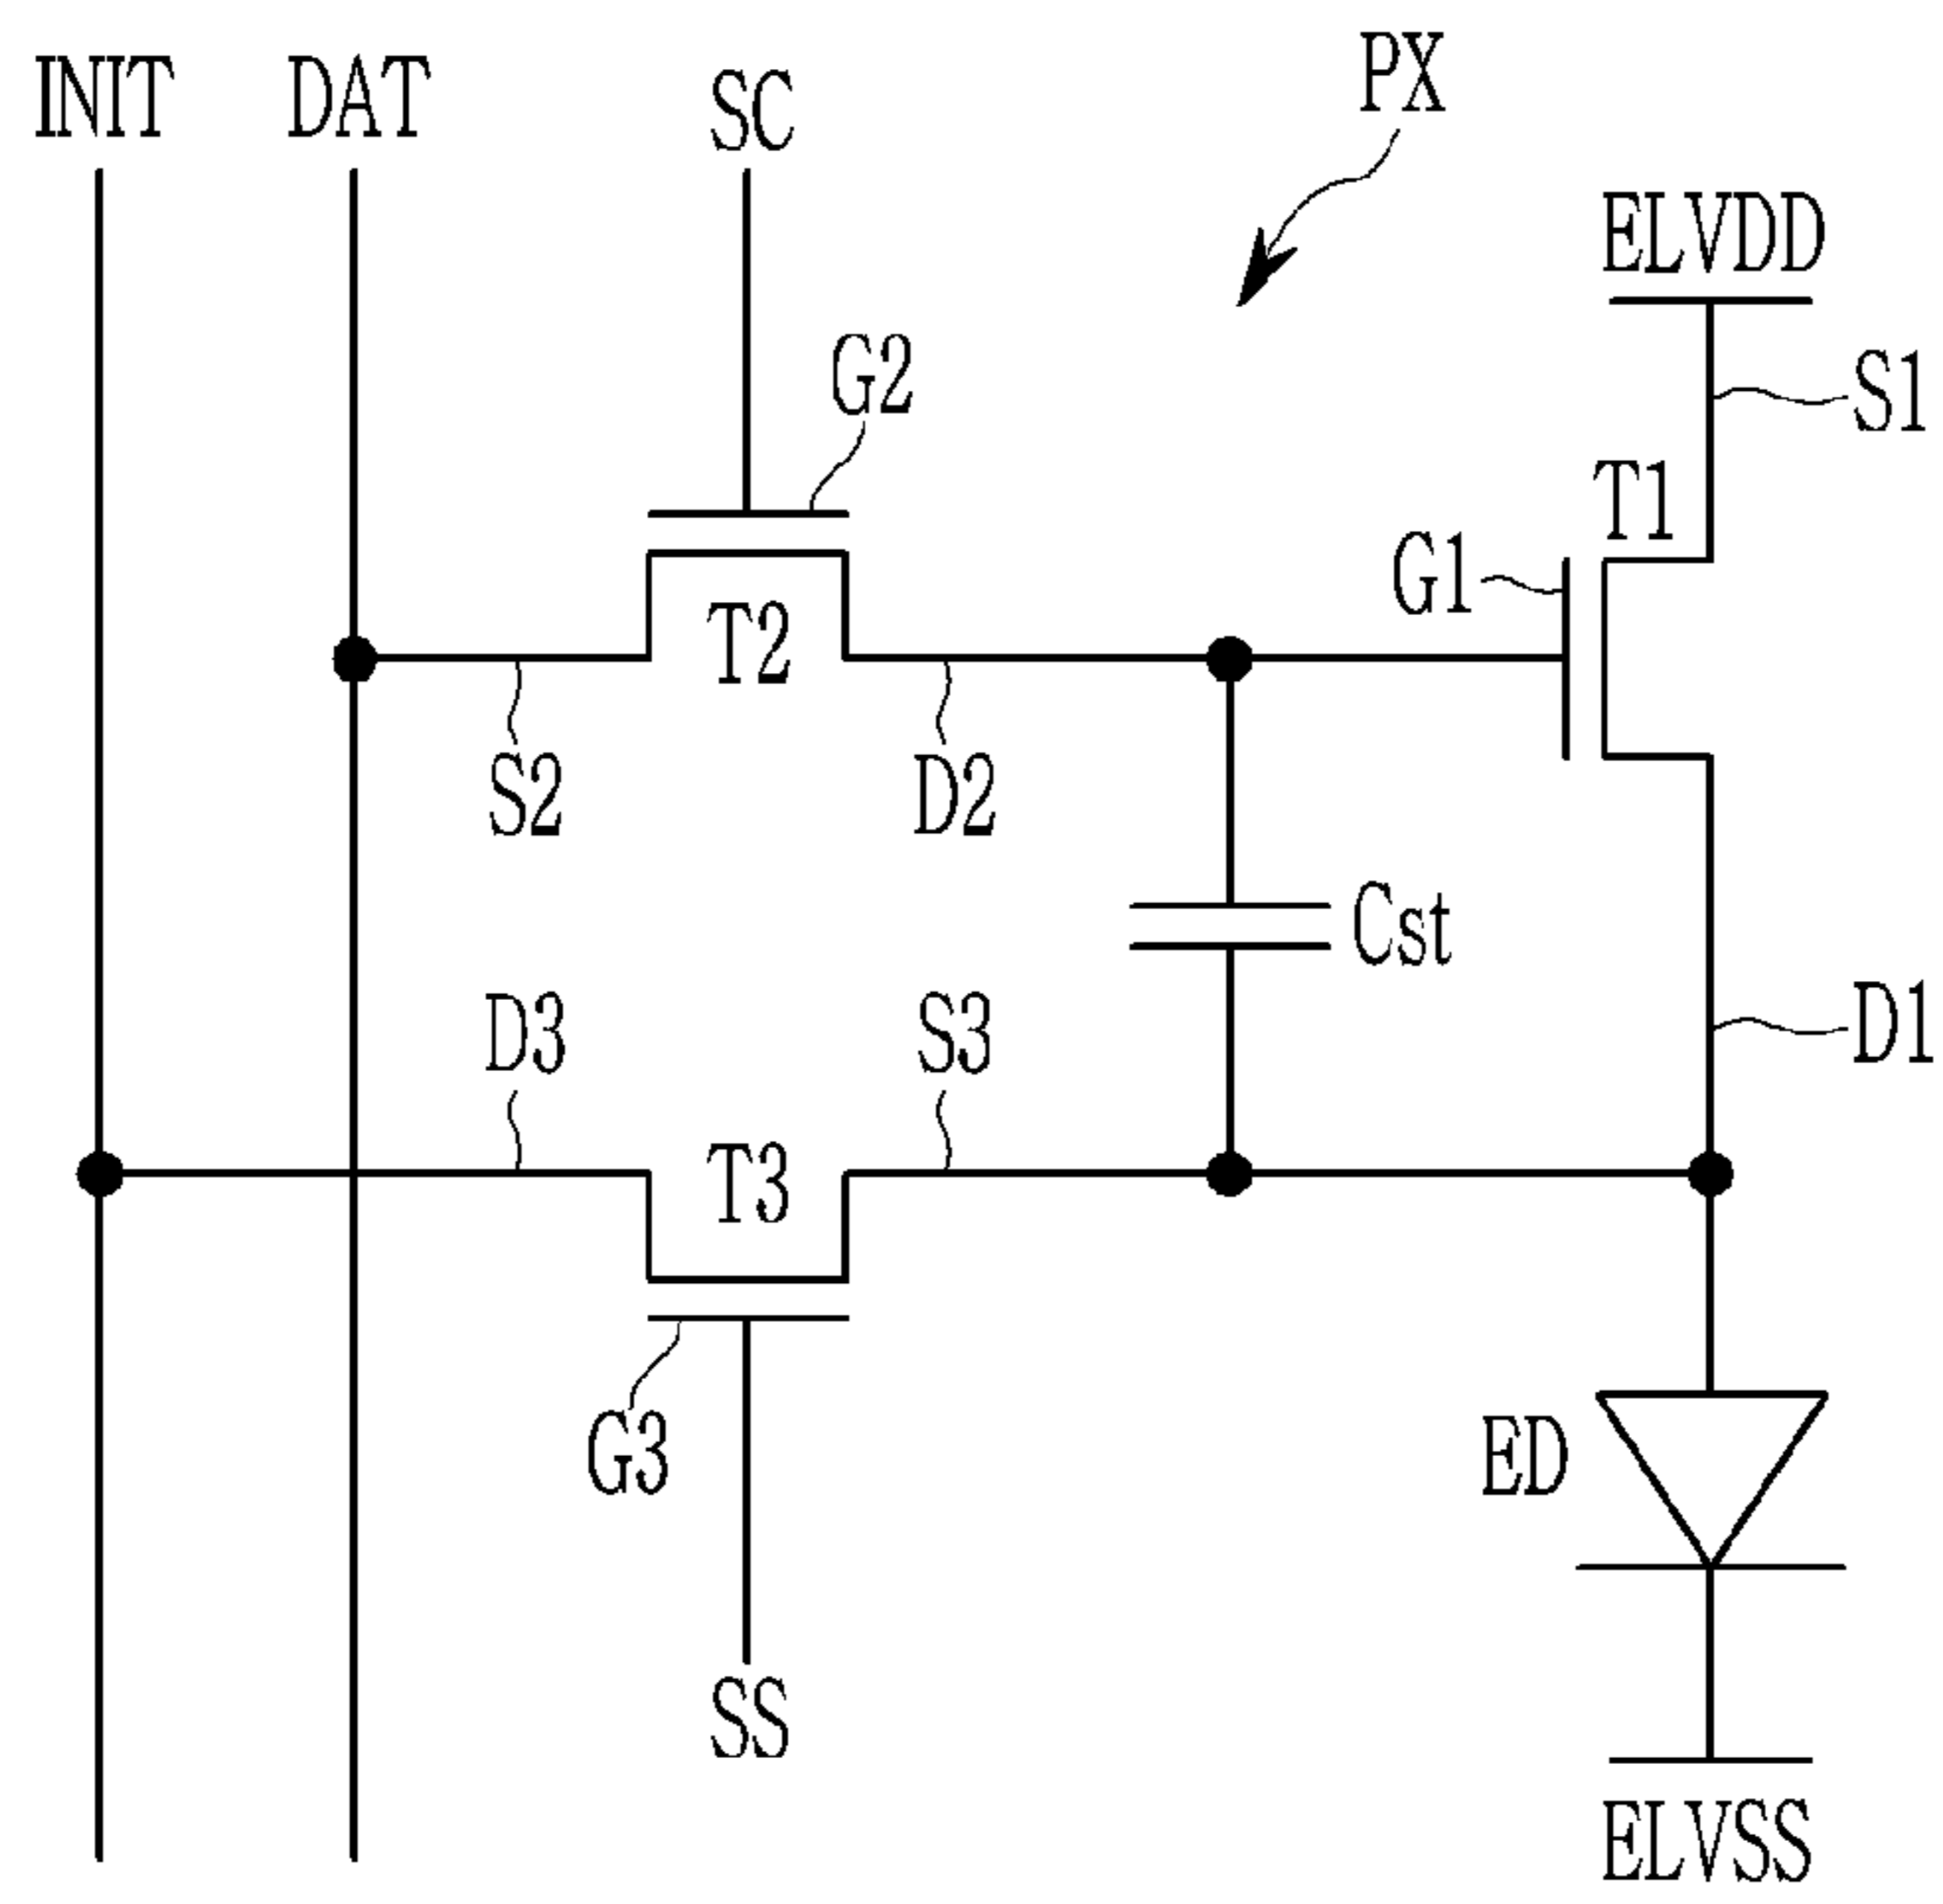 INIT
DAT
SC
PX
ELVDD
G2
S1
T1
G1
T2
S2
D2
Cst
D3
S3
D1
T3
G3
ED
SS
ELVSS